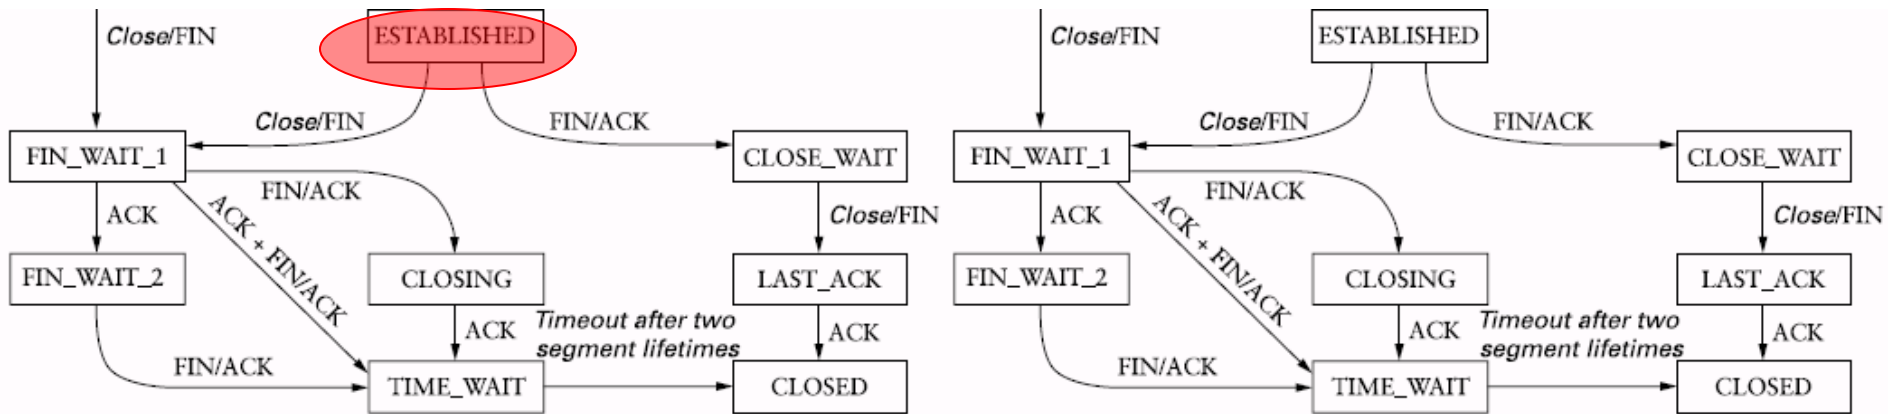 Close/FIN
ESTABLISHED
Close/FIN
FIN/ACK
FIN_WAIT_1
CLOSE_WAIT
FIN/ACK
ACK
ACK + FIN/ACK
Close/FIN
FIN_WAIT_2
CLOSING
LAST_ACK
ACK
Timeout after two
segment lifetimes
ACK
FIN/ACK
TIME_WAIT
CLOSED
Close/FIN
ESTABLISHED
Close/FIN
FIN/ACK
FIN_WAIT_1
CLOSE_WAIT
FIN/ACK
ACK
ACK + FIN/ACK
Close/FIN
FIN_WAIT_2
CLOSING
LAST_ACK
ACK
Timeout after two
segment lifetimes
ACK
FIN/ACK
TIME_WAIT
CLOSED